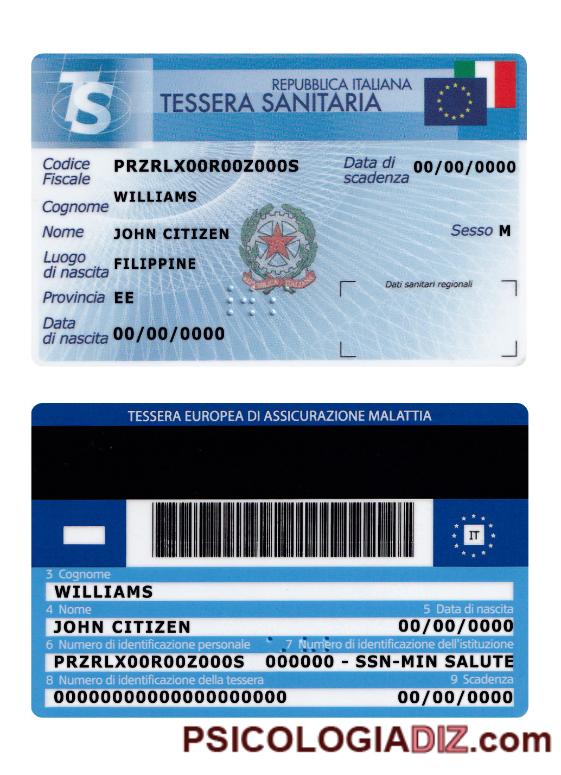 TS
REPUBBLICA ITALIANA
TESSERA SANITARIA
Codice Fiscale PRZRLX00R00Z000S
Data di scadenza 00/00/0000
Cognome WILLIAMS
Nome JOHN CITIZEN
Sesso M
Luogo di nascita FILIPPINE
Dati sanitari regionali
Provincia EE
Data di nascita 00/00/0000
REPVBBLICA ITALIANA
TESSERA EUROPEA DI ASSICURAZIONE MALATTIA
IT
3 Cognome
WILLIAMS
4 Nome 5 Data di nascita
JOHN CITIZEN 00/00/0000
6 Numero di identificazione personale 7 Numero di identificazione dell'istituzione
PRZRLX00R00Z000S 000000 - SSN-MIN SALUTE
8 Numero di identificazione della tessera 9 Scadenza
00000000000000000000 00/00/0000
PSICOLOGIADIZ.com